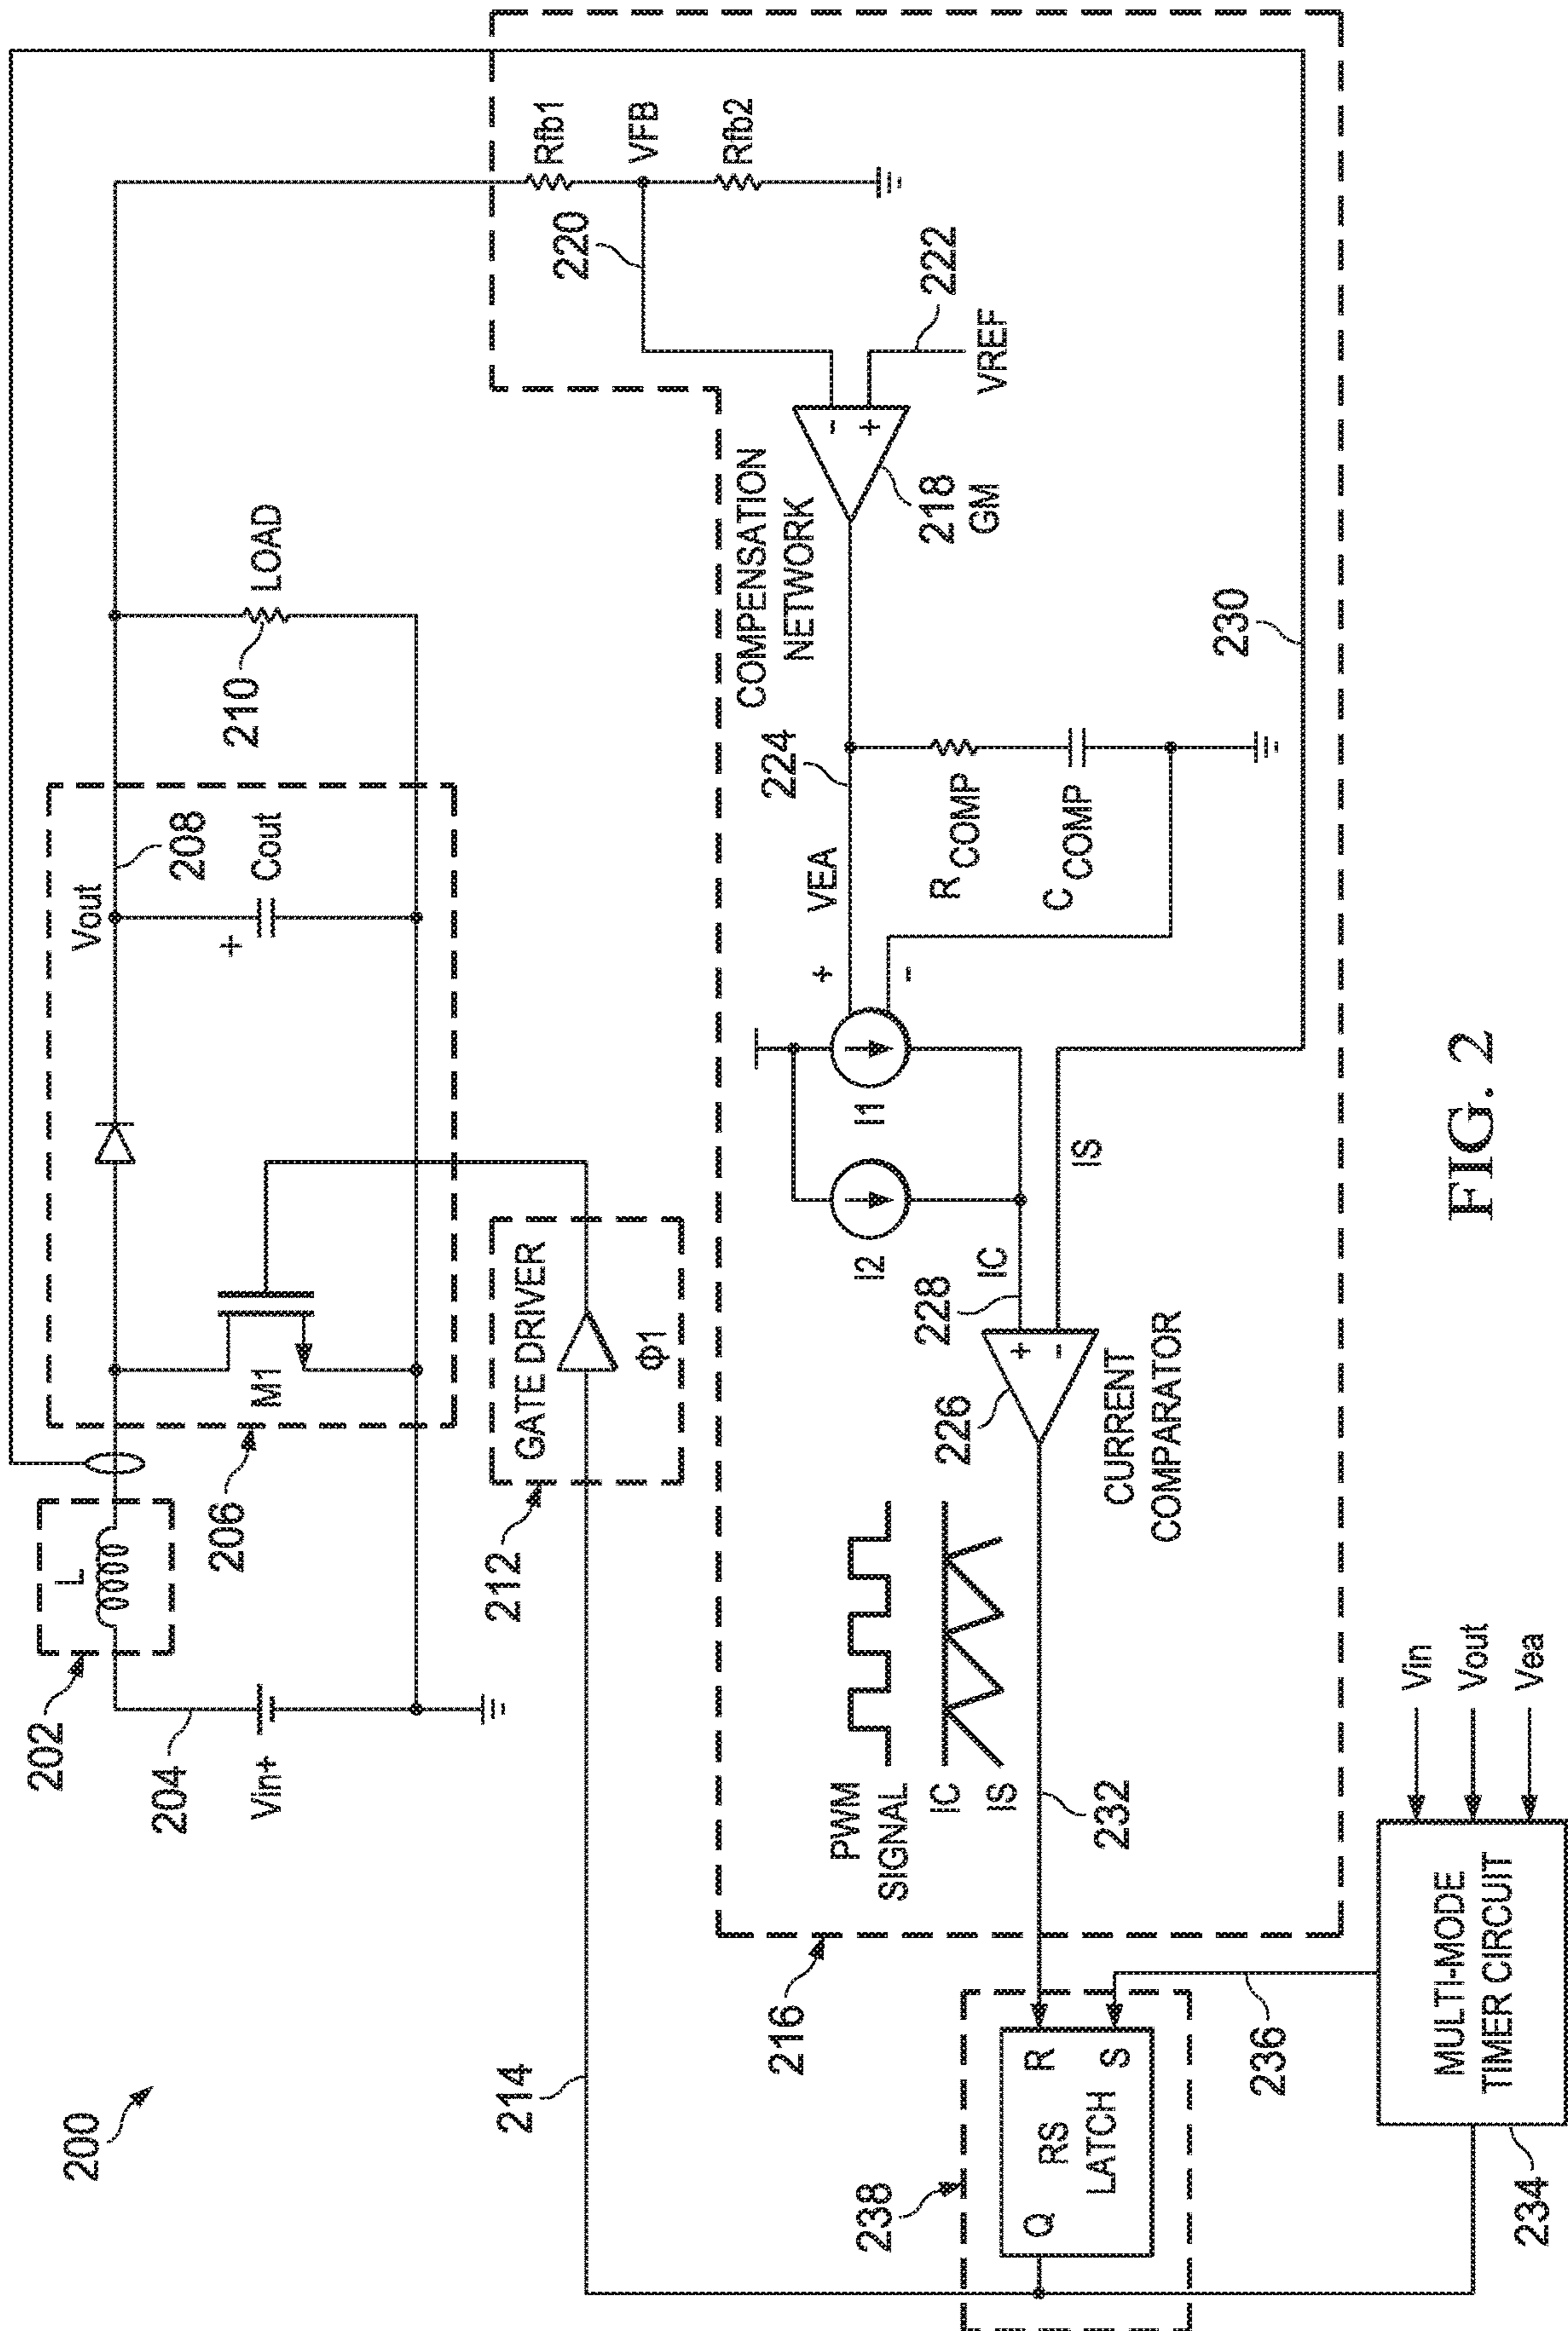 200
202
L
204
Vin+
206
M1
Vout
208
+
Cout
210
LOAD
212
GATE DRIVER
Φ1
214
216
PWM
SIGNAL
IC
IS
232
226
CURRENT
COMPARATOR
228
IC
+
-
IS
I2
I1
+
-
VEA
224
R COMP
C COMP
COMPENSATION
NETWORK
218
GM
-
+
220
222
VREF
Rfb1
VFB
Rfb2
230
238
Q
R
RS
LATCH
S
236
234
MULTI-MODE
TIMER CIRCUIT
Vin
Vout
Vea
FIG. 2